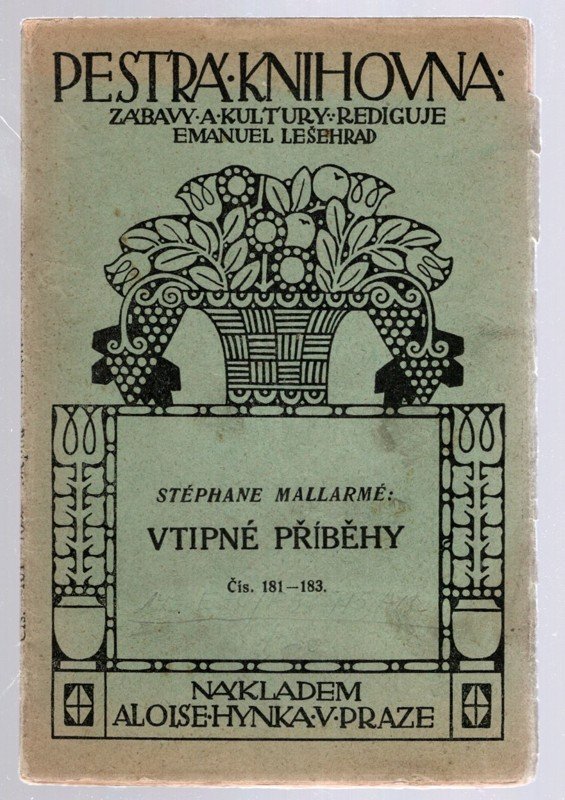 PESTRÁ·KNIHOVNA·
ZÁBAVY·A·KULTURY:·REDIGUJE
EMANUEL LEŠEHRAD
STÉPHANE MALLARMÉ:
VTIPNÉ PŘÍBĚHY
Čís. 181—183.
NÁKLADEM
ALOISE·HYNKA·V·PRAZE